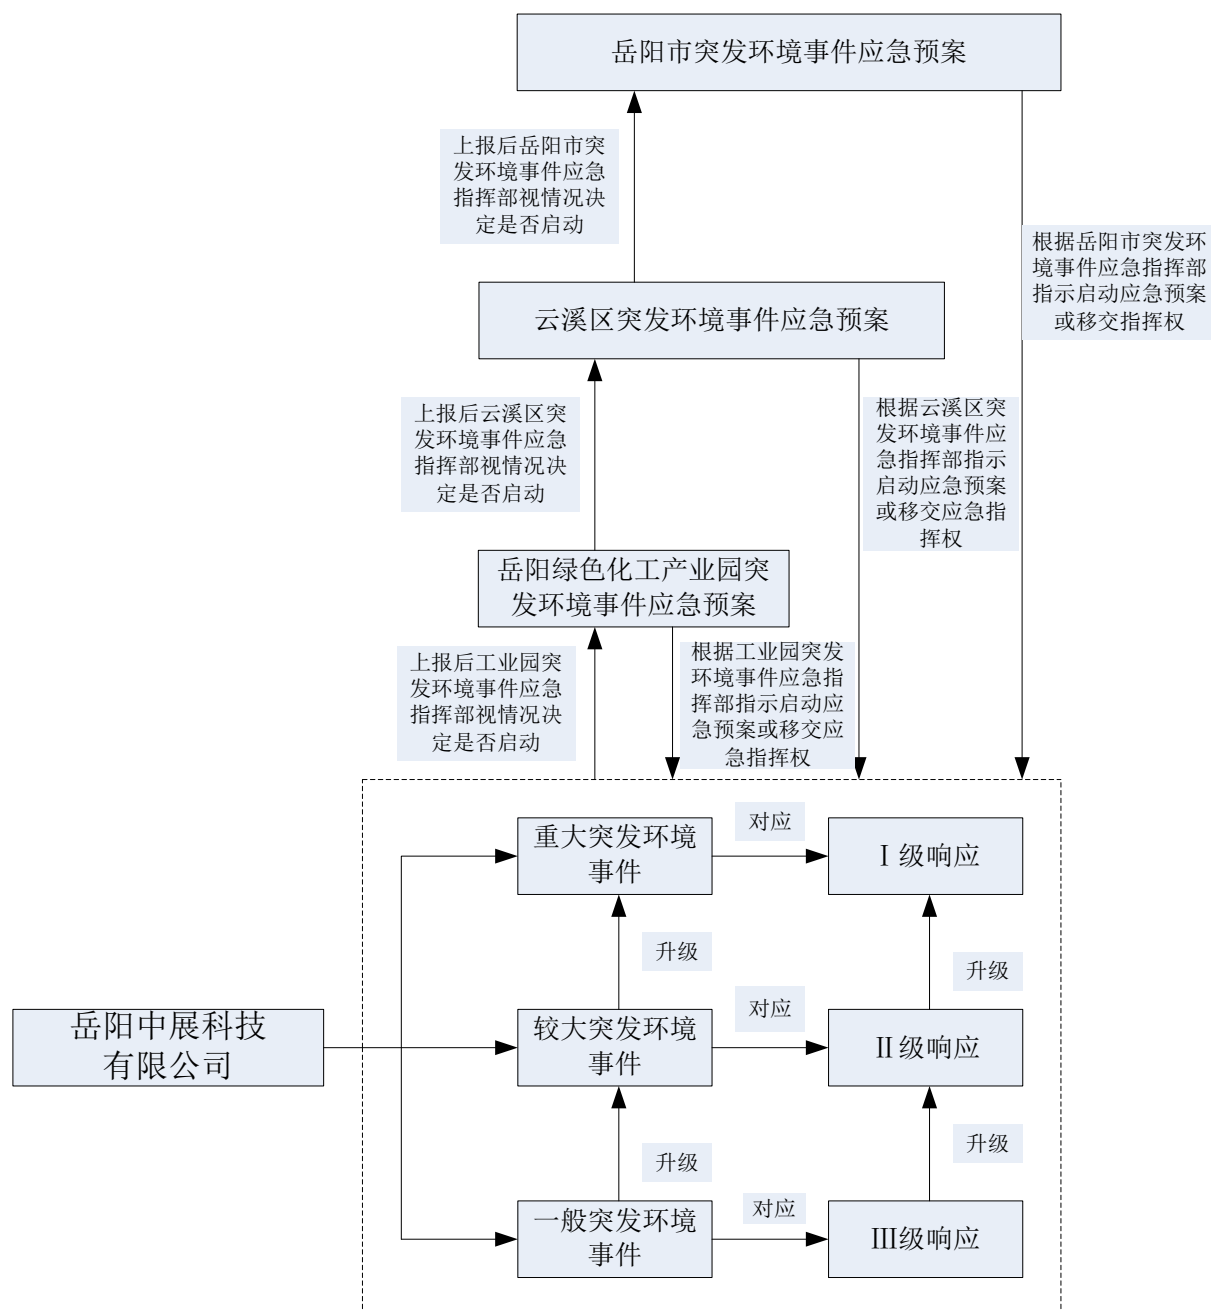 岳阳市突发环境事件应急预案
上报后岳阳市突
发环境事件应急
指挥部视情况决
定是否启动
根据岳阳市突发环
境事件应急指挥部
指示启动应急预案
或移交指挥权
云溪区突发环境事件应急预案
上报后云溪区突
发环境事件应急
指挥部视情况决
定是否启动
根据云溪区突
发环境事件应
急指挥部指示
启动应急预案
或移交应急指
挥权
岳阳绿色化工产业园突
发环境事件应急预案
上报后工业园突
发环境事件应急
指挥部视情况决
定是否启动
根据工业园突发
环境事件应急指
挥部指示启动应
急预案或移交应
急指挥权
重大突发环境
事件
对应
Ⅰ级响应
升级
升级
岳阳中展科技
有限公司
较大突发环境
事件
对应
Ⅱ级响应
升级
升级
一般突发环境
事件
对应
Ⅲ级响应